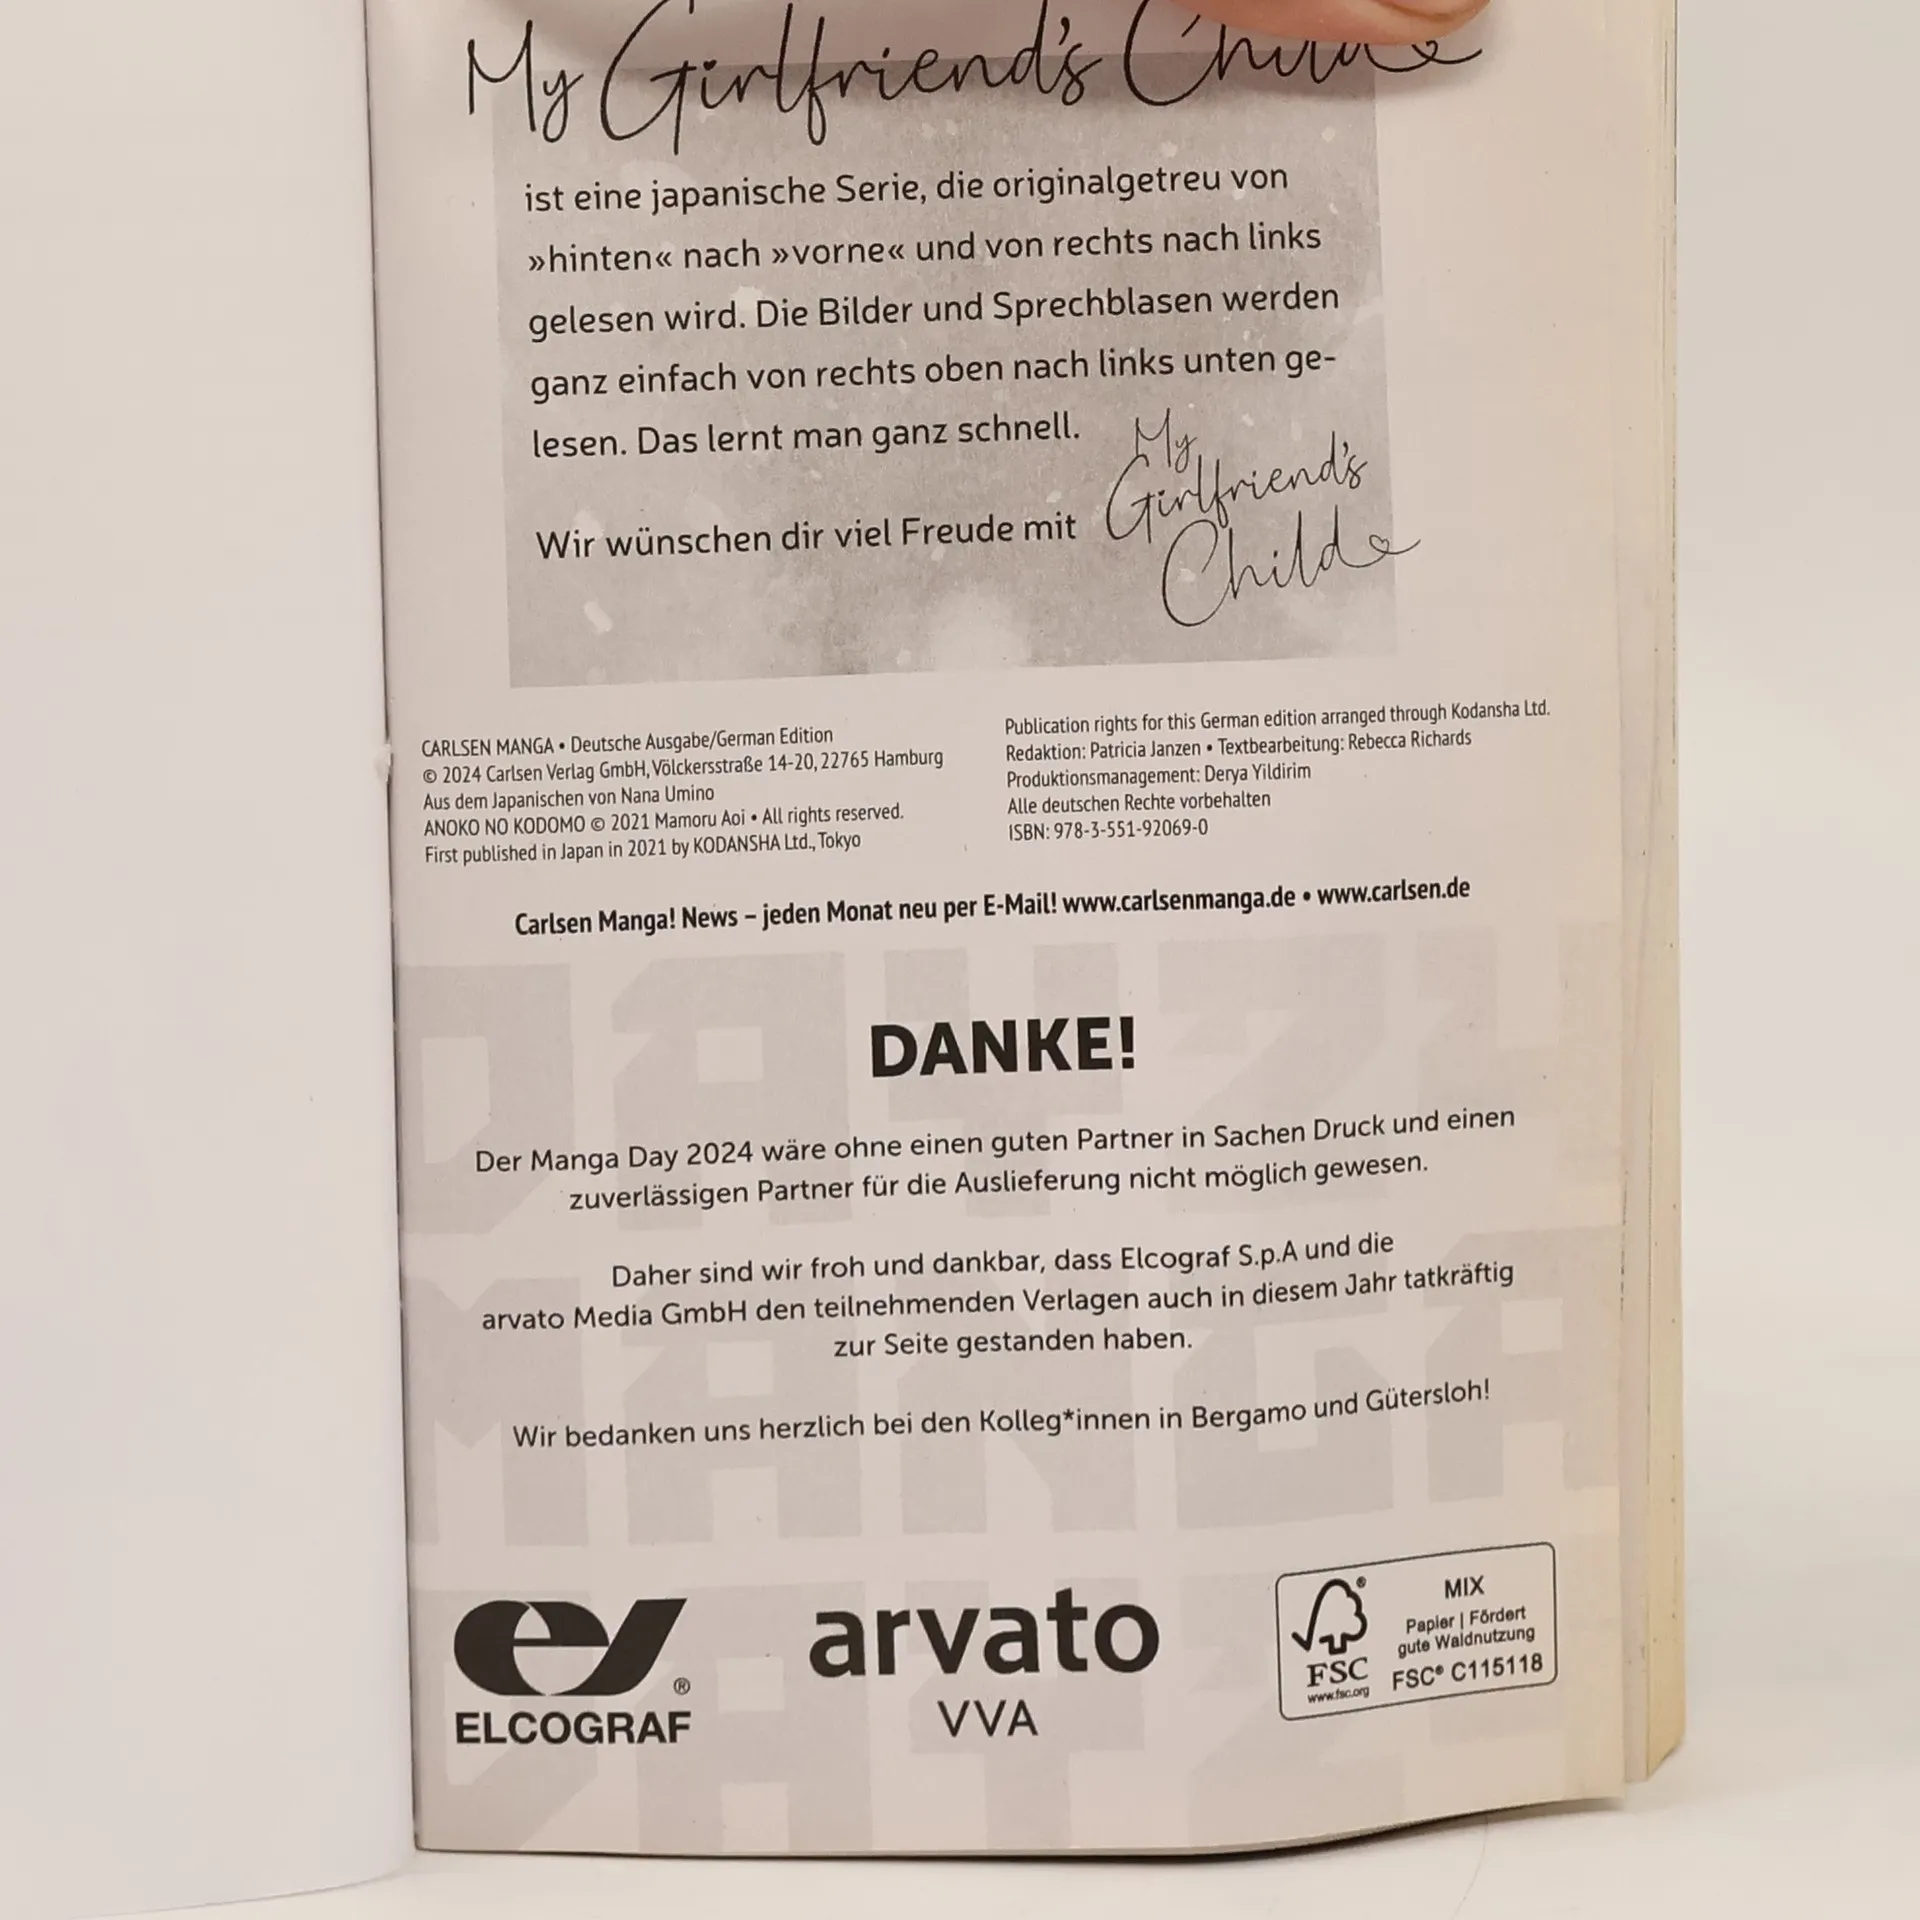 My Girlfriend's Child
ist eine japanische Serie, die originalgetreu von
»hinten« nach »vorne« und von rechts nach links
gelesen wird. Die Bilder und Sprechblasen werden
ganz einfach von rechts oben nach links unten ge-
lesen. Das lernt man ganz schnell.
Wir wünschen dir viel Freude mit
My
Girlfriend's
Child
CARLSEN MANGA • Deutsche Ausgabe/German Edition
© 2024 Carlsen Verlag GmbH, Völckersstraße 14-20, 22765 Hamburg
Aus dem Japanischen von Nana Umino
ANOKO NO KODOMO © 2021 Mamoru Aoi • All rights reserved.
First published in Japan in 2021 by KODANSHA Ltd., Tokyo
Publication rights for this German edition arranged through Kodansha Ltd.
Redaktion: Patricia Janzen • Textbearbeitung: Rebecca Richards
Produktionsmanagement: Derya Yildirim
Alle deutschen Rechte vorbehalten
ISBN: 978-3-551-92069-0
Carlsen Manga! News – jeden Monat neu per E-Mail! www.carlsenmanga.de • www.carlsen.de
DANKE!
Der Manga Day 2024 wäre ohne einen guten Partner in Sachen Druck und einen
zuverlässigen Partner für die Auslieferung nicht möglich gewesen.
Daher sind wir froh und dankbar, dass Elcograf S.p.A und die
arvato Media GmbH den teilnehmenden Verlagen auch in diesem Jahr tatkräftig
zur Seite gestanden haben.
Wir bedanken uns herzlich bei den Kolleg*innen in Bergamo und Gütersloh!
ELCOGRAF ®
arvato
VVA
FSC ®
www.fsc.org
MIX
Papier | Fördert
gute Waldnutzung
FSC® C115118